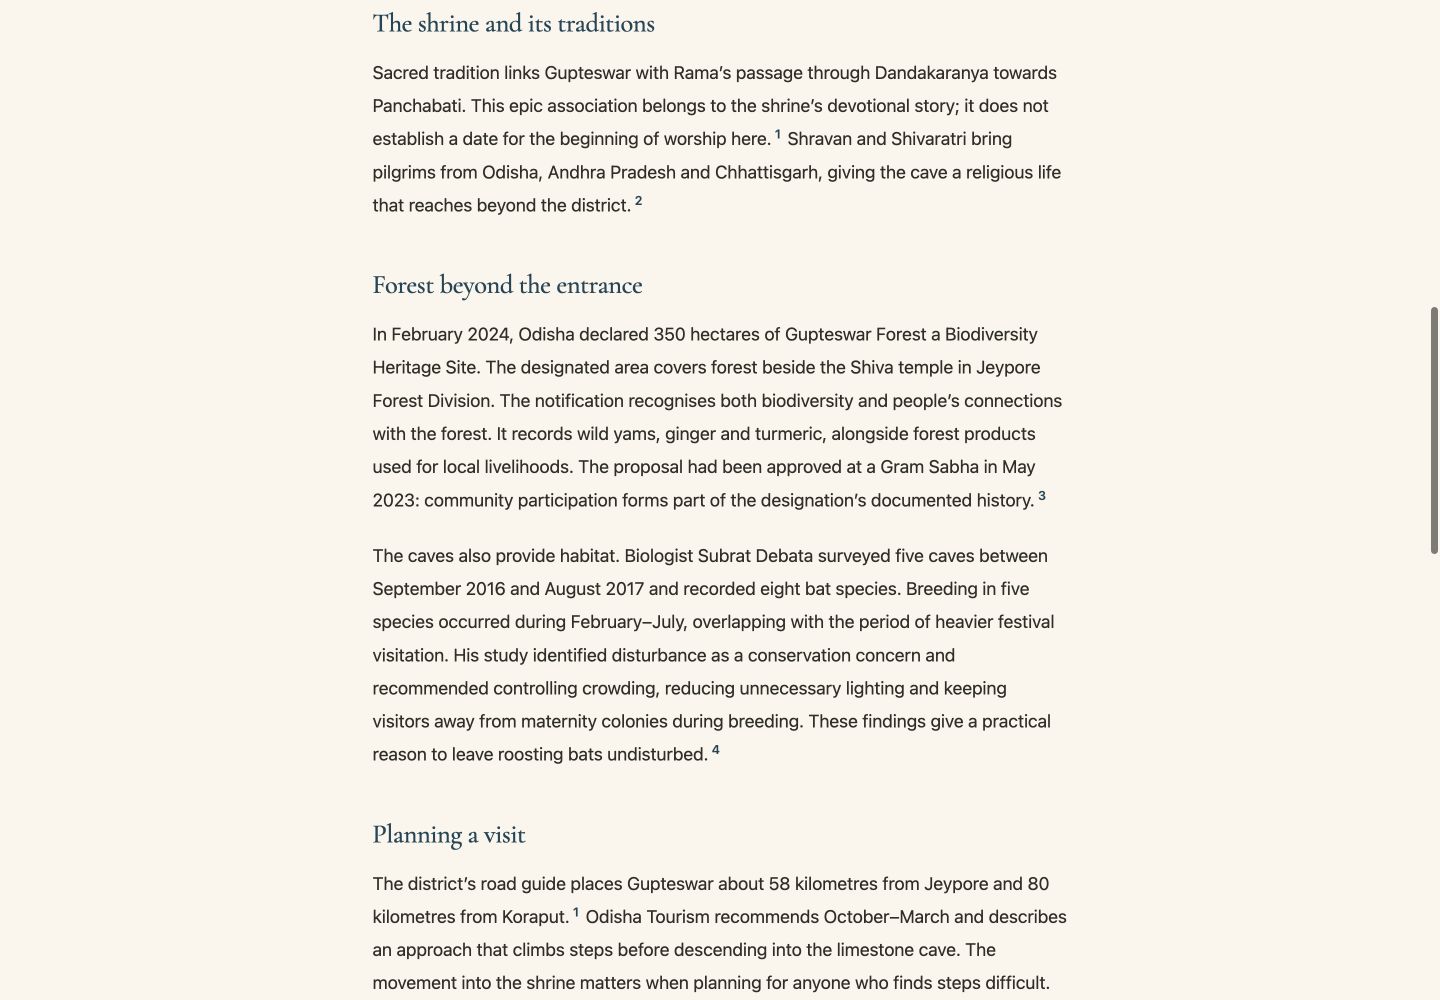 The shrine and its traditions
Sacred tradition links Gupteswar with Rama’s passage through Dandakaranya towards
Panchabati. This epic association belongs to the shrine’s devotional story; it does not
establish a date for the beginning of worship here. 1 Shravan and Shivaratri bring
pilgrims from Odisha, Andhra Pradesh and Chhattisgarh, giving the cave a religious life
that reaches beyond the district. 2
Forest beyond the entrance
In February 2024, Odisha declared 350 hectares of Gupteswar Forest a Biodiversity
Heritage Site. The designated area covers forest beside the Shiva temple in Jeypore
Forest Division. The notification recognises both biodiversity and people’s connections
with the forest. It records wild yams, ginger and turmeric, alongside forest products
used for local livelihoods. The proposal had been approved at a Gram Sabha in May
2023: community participation forms part of the designation’s documented history. 3
The caves also provide habitat. Biologist Subrat Debata surveyed five caves between
September 2016 and August 2017 and recorded eight bat species. Breeding in five
species occurred during February–July, overlapping with the period of heavier festival
visitation. His study identified disturbance as a conservation concern and
recommended controlling crowding, reducing unnecessary lighting and keeping
visitors away from maternity colonies during breeding. These findings give a practical
reason to leave roosting bats undisturbed. 4
Planning a visit
The district’s road guide places Gupteswar about 58 kilometres from Jeypore and 80
kilometres from Koraput. 1 Odisha Tourism recommends October–March and describes
an approach that climbs steps before descending into the limestone cave. The
movement into the shrine matters when planning for anyone who finds steps difficult.